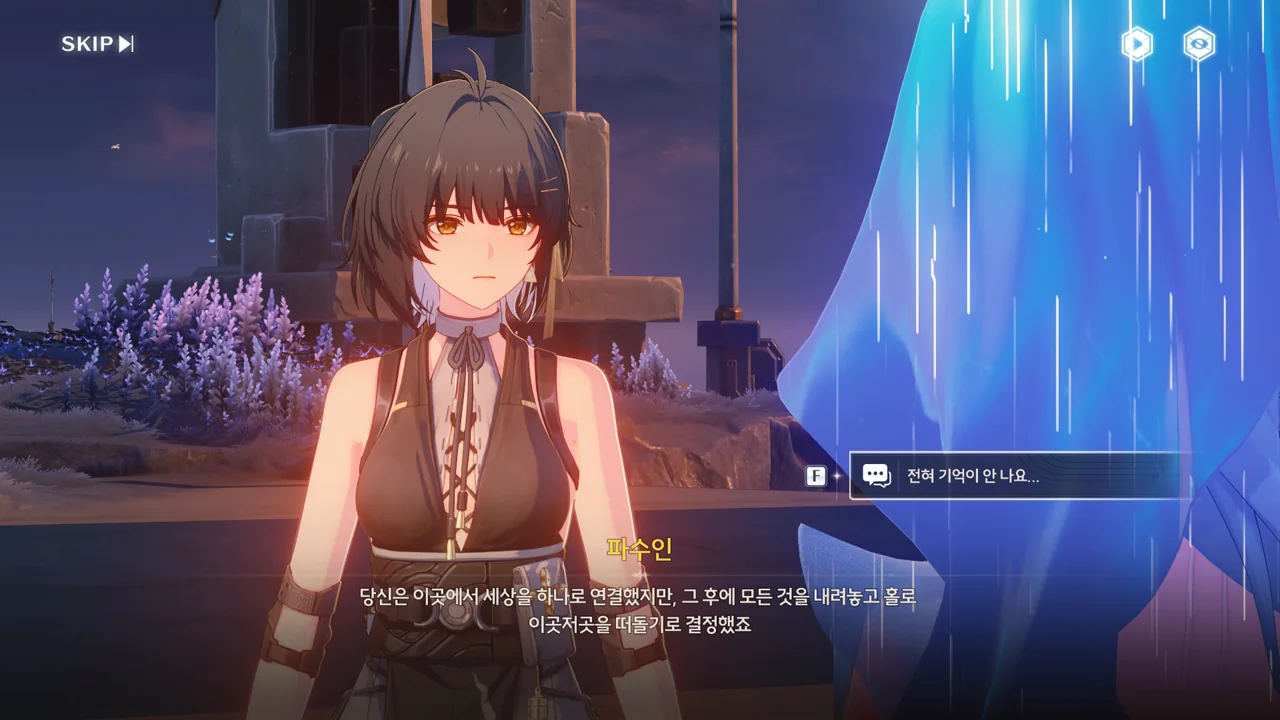 SKIP
F
전혀 기억이 안 나요...
파수인
당신은 이곳에서 세상을 하나로 연결했지만, 그 후에 모든 것을 내려놓고 홀로
이곳저곳을 떠돌기로 결정했죠